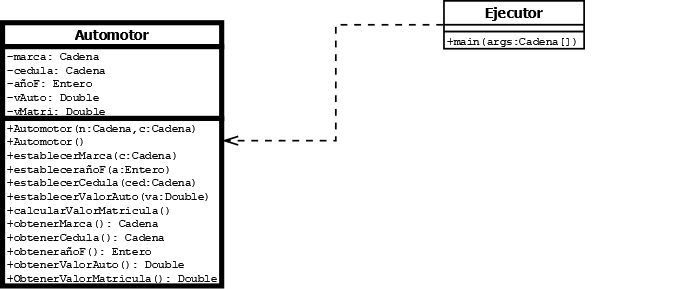 Automotor
-marca: Cadena
-cedula: Cadena
-añoF: Entero
-vAuto: Double
-vMatri: Double
+Automotor(n:Cadena,c:Cadena)
+Automotor()
+establecerMarca(c:Cadena)
+establecerañoF(a:Entero)
+establecerCedula(ced:Cadena)
+establecerValorAuto(va:Double)
+calcularValorMatricula()
+obtenerMarca(): Cadena
+obtenerCedula(): Cadena
+obtenerañoF(): Entero
+obtenerValorAuto(): Double
+ObtenerValorMatricula(): Double
Ejecutor
+main(args:Cadena[])